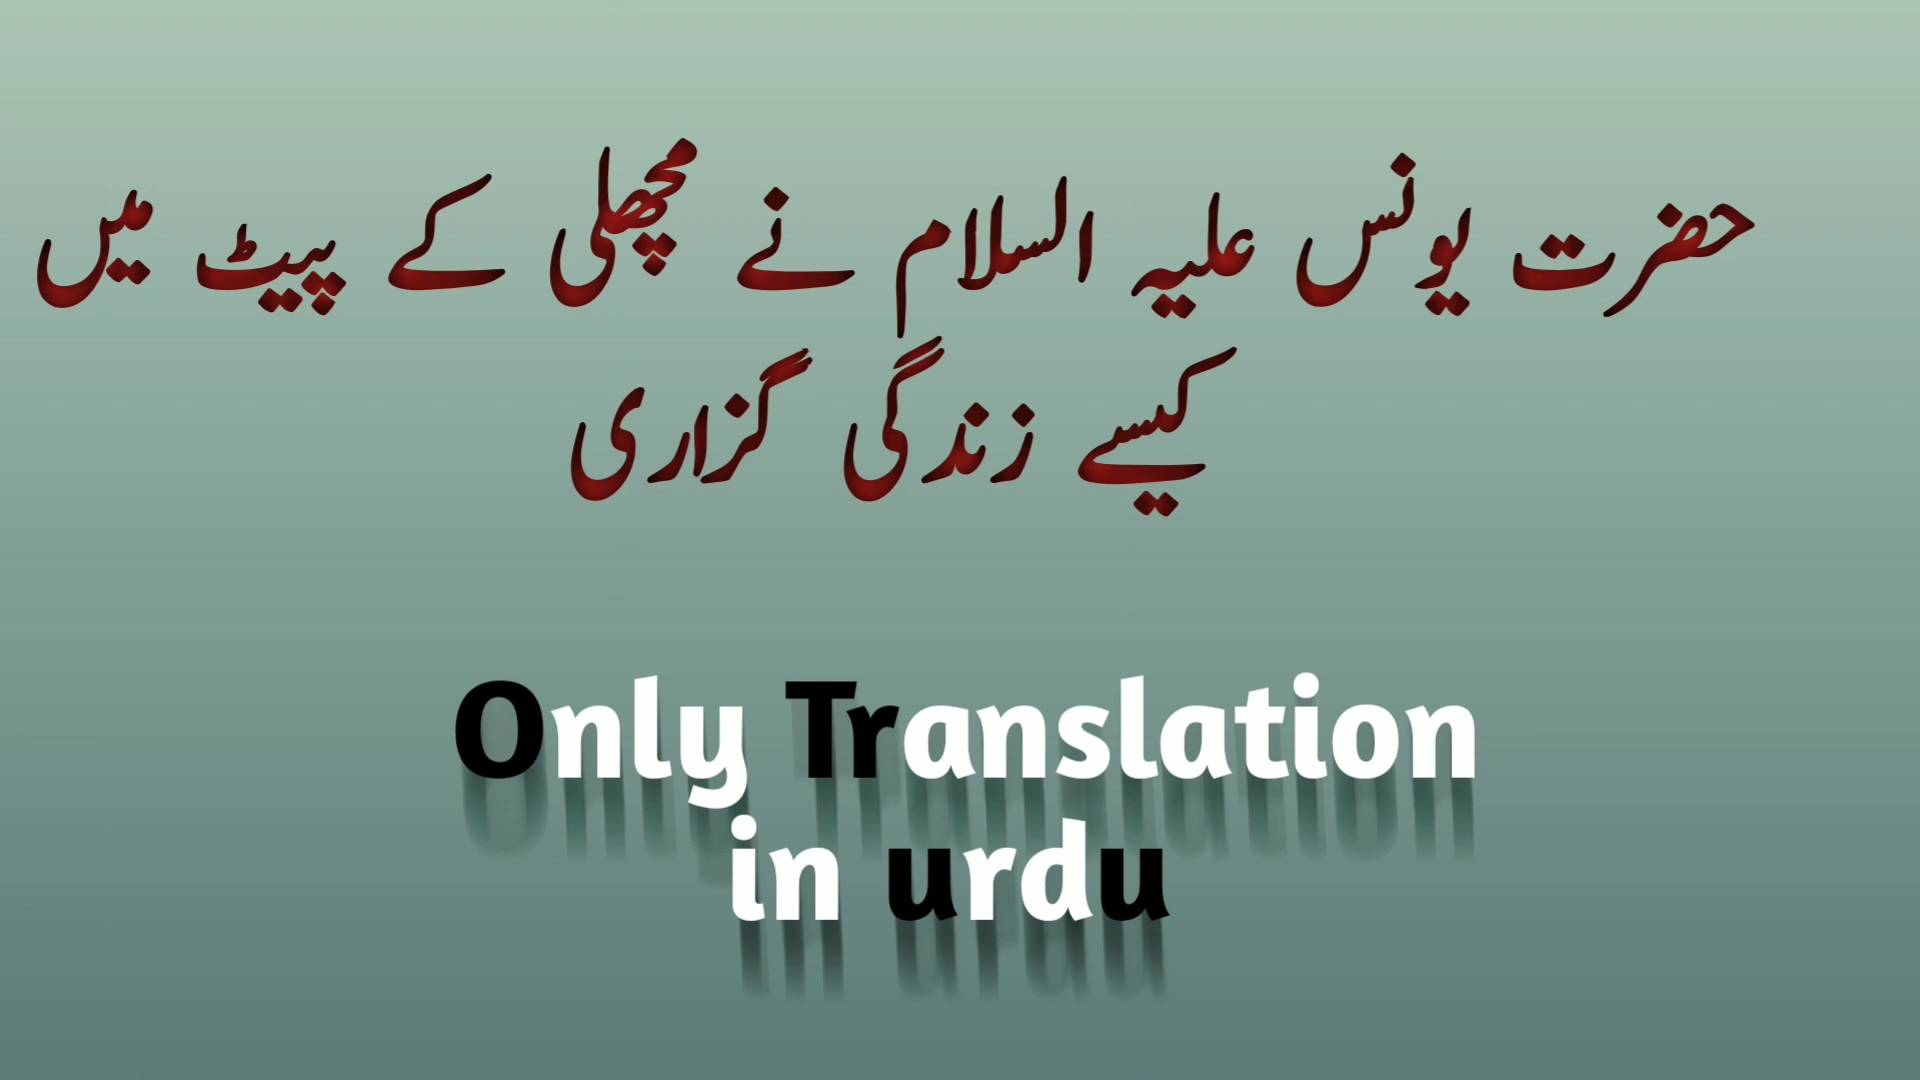 حضرت یونس علیہ السلام نے مچھلی کے پیٹ میں
کیسے زندگی گزاری
Only Translation
in urdu